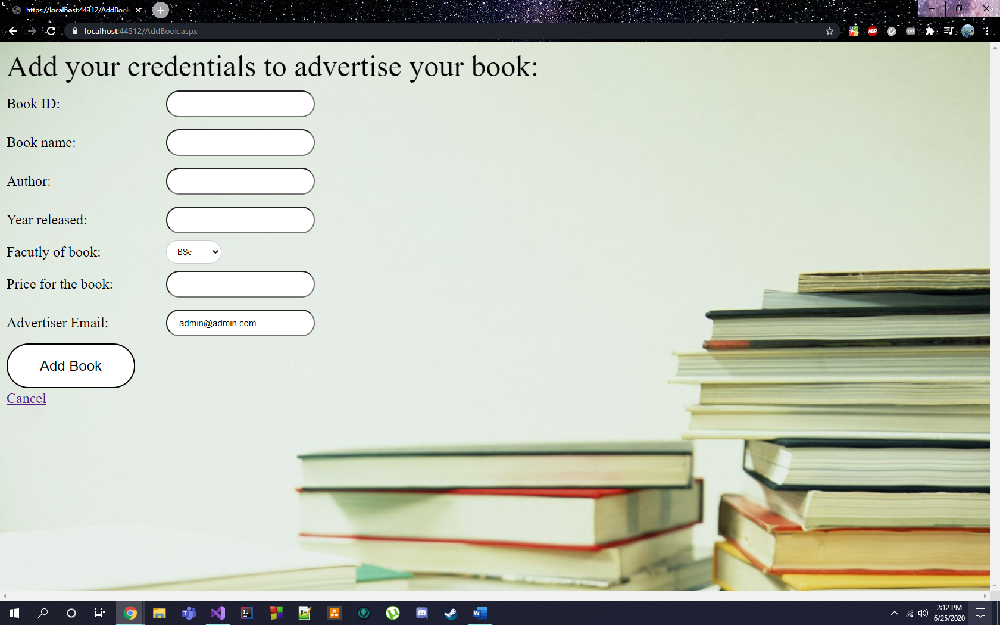 https://localhost:44312/AddBook
localhost:44312/AddBook.aspx
ABP
Add your credentials to advertise your book:
Book ID:
Book name:
Author:
Year released:
Facutly of book:
BSc
Price for the book:
Advertiser Email:
admin@admin.com
Add Book
Cancel
2:12 PM
6/25/2020